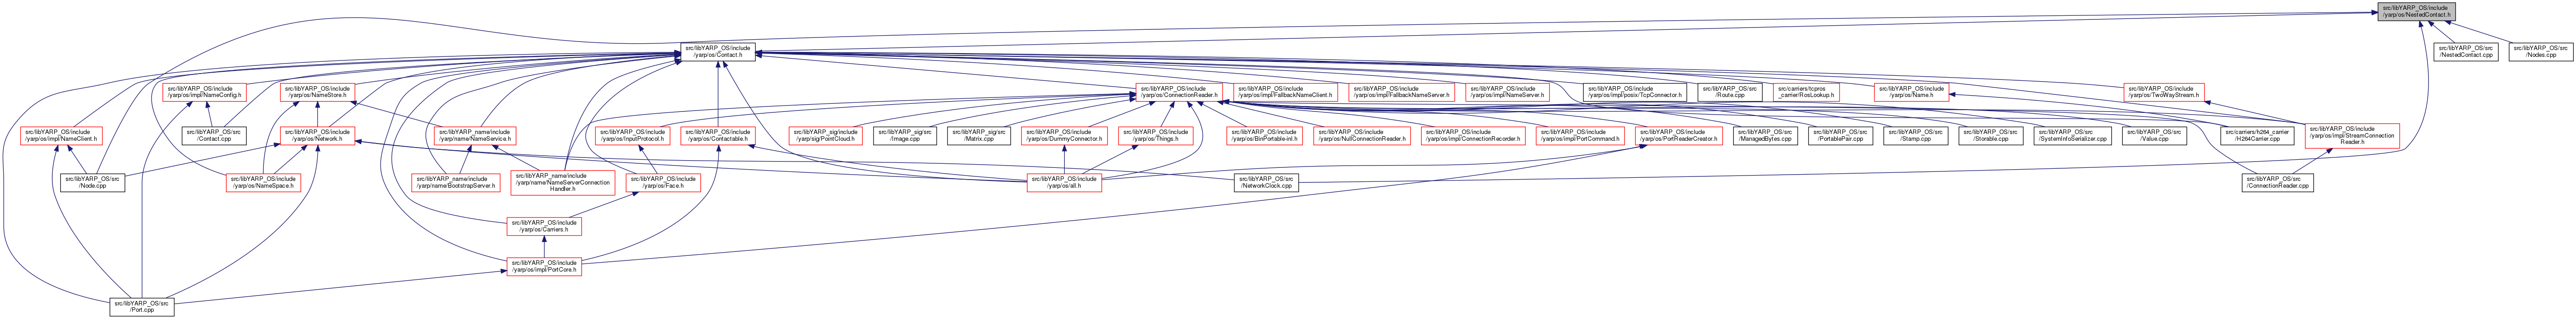 src/libYARP_OS/include
/yarp/os/NestedContact.h
src/libYARP_OS/include
/yarp/os/Contact.h
src/libYARP_OS/src
/NestedContact.cpp
src/libYARP_OS/src
/Nodes.cpp
src/libYARP_OS/include
/yarp/os/impl/NameConfig.h
src/libYARP_OS/include
/yarp/os/NameStore.h
src/libYARP_OS/include
/yarp/os/ConnectionReader.h
src/libYARP_OS/include
/yarp/os/impl/FallbackNameClient.h
src/libYARP_OS/include
/yarp/os/impl/FallbackNameServer.h
src/libYARP_OS/include
/yarp/os/impl/NameServer.h
src/libYARP_OS/include
/yarp/os/impl/posix/TcpConnector.h
src/libYARP_OS/src
/Route.cpp
src/carriers/tcpros
_carrier/RosLookup.h
src/libYARP_OS/include
/yarp/os/Name.h
src/libYARP_OS/include
/yarp/os/TwoWayStream.h
src/libYARP_OS/include
/yarp/os/impl/NameClient.h
src/libYARP_OS/src
/Contact.cpp
src/libYARP_OS/include
/yarp/os/Network.h
src/libYARP_name/include
/yarp/name/NameService.h
src/libYARP_OS/include
/yarp/os/InputProtocol.h
src/libYARP_OS/include
/yarp/os/Contactable.h
src/libYARP_sig/include
/yarp/sig/PointCloud.h
src/libYARP_sig/src
/Image.cpp
src/libYARP_sig/src
/Matrix.cpp
src/libYARP_OS/include
/yarp/os/DummyConnector.h
src/libYARP_OS/include
/yarp/os/Things.h
src/libYARP_OS/include
/yarp/os/BinPortable-inl.h
src/libYARP_OS/include
/yarp/os/NullConnectionReader.h
src/libYARP_OS/include
/yarp/os/impl/ConnectionRecorder.h
src/libYARP_OS/include
/yarp/os/impl/PortCommand.h
src/libYARP_OS/include
/yarp/os/PortReaderCreator.h
src/libYARP_OS/src
/ManagedBytes.cpp
src/libYARP_OS/src
/PortablePair.cpp
src/libYARP_OS/src
/Stamp.cpp
src/libYARP_OS/src
/Storable.cpp
src/libYARP_OS/src
/SystemInfoSerializer.cpp
src/libYARP_OS/src
/Value.cpp
src/carriers/h264_carrier
/H264Carrier.cpp
src/libYARP_OS/include
/yarp/os/impl/StreamConnection
Reader.h
src/libYARP_OS/src
/Node.cpp
src/libYARP_OS/include
/yarp/os/NameSpace.h
src/libYARP_name/include
/yarp/name/BootstrapServer.h
src/libYARP_name/include
/yarp/name/NameServerConnection
Handler.h
src/libYARP_OS/include
/yarp/os/Face.h
src/libYARP_OS/include
/yarp/os/all.h
src/libYARP_OS/src
/NetworkClock.cpp
src/libYARP_OS/src
/ConnectionReader.cpp
src/libYARP_OS/include
/yarp/os/Carriers.h
src/libYARP_OS/include
/yarp/os/impl/PortCore.h
src/libYARP_OS/src
/Port.cpp